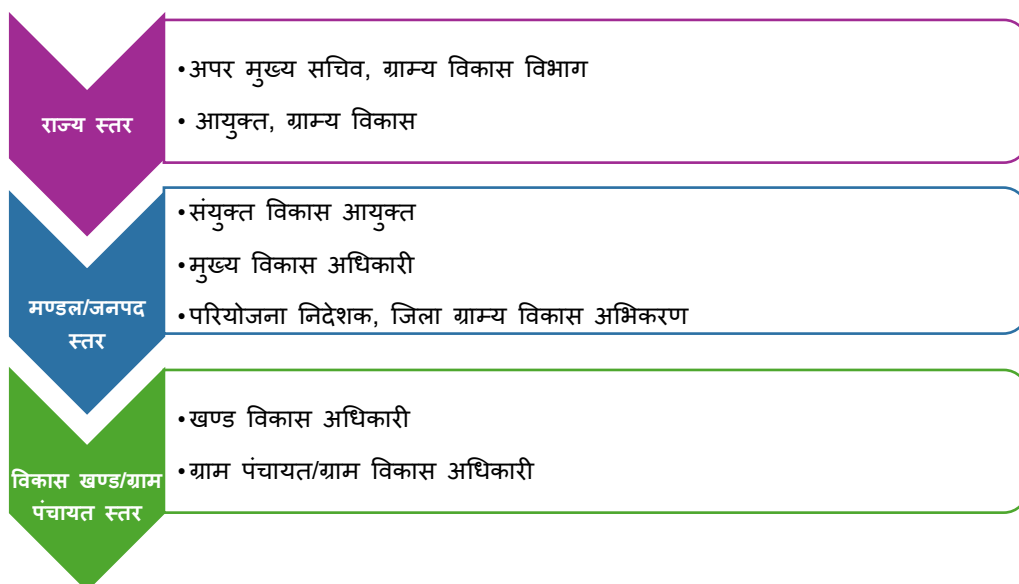 राज्य स्तर
•अपर मुख्य सचिव, ग्राम्य विकास विभाग
• आयुक्त, ग्राम्य विकास
मण्डल/जनपद
स्तर
•संयुक्त विकास आयुक्त
•मुख्य विकास अधिकारी
•परियोजना निदेशक, जिला ग्राम्य विकास अभिकरण
विकास खण्ड/ग्राम
पंचायत स्तर
•खण्ड विकास अधिकारी
•ग्राम पंचायत/ग्राम विकास अधिकारी